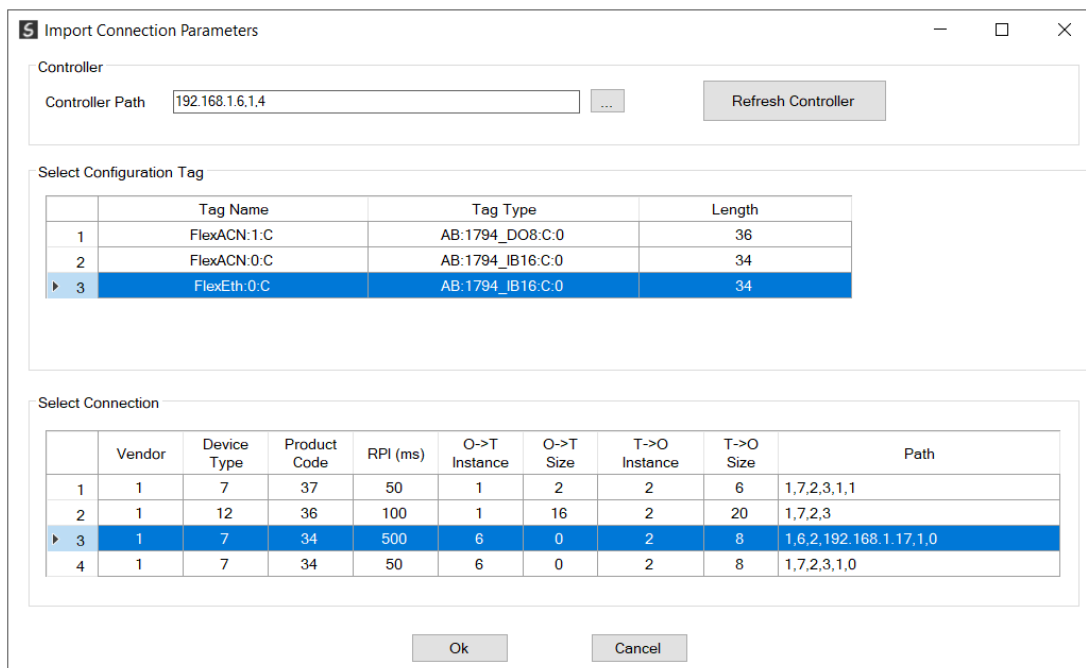 S Import Connection Parameters
Controller
Controller Path 192.168.1.6,1,4 ... Refresh Controller
Select Configuration Tag
Tag Name Tag Type Length
1 FlexACN:1:C AB:1794_DO8:C:0 36
2 FlexACN:0:C AB:1794_IB16:C:0 34
3 FlexEth:0:C AB:1794_IB16:C:0 34
Select Connection
Vendor Device Type Product Code RPI (ms) O->T Instance O->T Size T->O Instance T->O Size Path
1 1 7 37 50 1 2 2 6 1,7,2,3,1,1
2 1 12 36 100 1 16 2 20 1,7,2,3
3 1 7 34 500 6 0 2 8 1,6,2,192.168.1.17,1,0
4 1 7 34 50 6 0 2 8 1,7,2,3,1,0
Ok Cancel